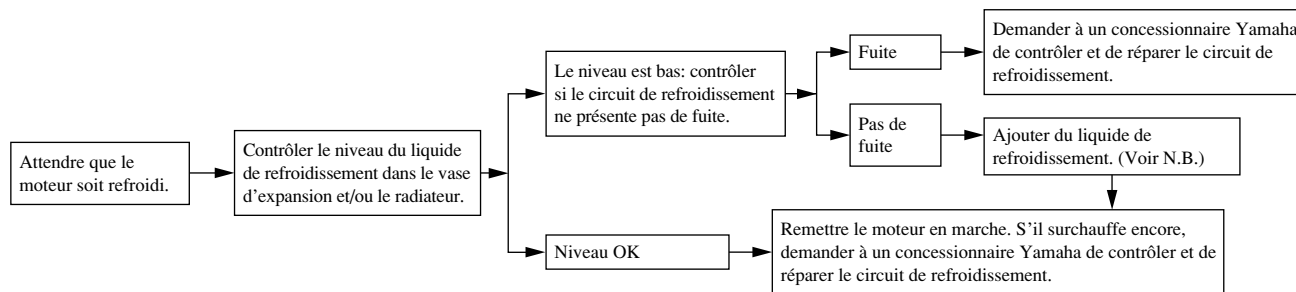 Attendre que le
moteur soit refroidi.
Contrôler le niveau du liquide
de refroidissement dans le vase
d’expansion et/ou le radiateur.
Le niveau est bas: contrôler
si le circuit de refroidissement
ne présente pas de fuite.
Fuite
Demander à un concessionnaire Yamaha
de contrôler et de réparer le circuit de
refroidissement.
Pas de
fuite
Ajouter du liquide de
refroidissement. (Voir N.B.)
Niveau OK
Remettre le moteur en marche. S’il surchauffe encore,
demander à un concessionnaire Yamaha de contrôler et de
réparer le circuit de refroidissement.